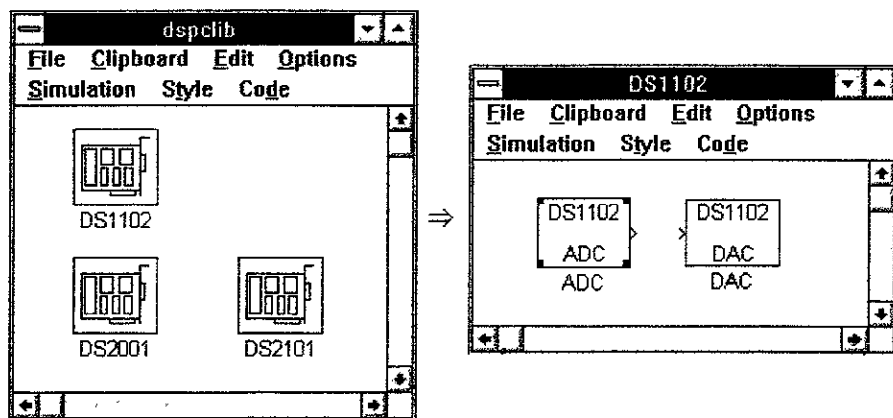 dspclib
File Clipboard Edit Options
Simulation Style Code
DS1102
DS2001 DS2101
⇒
DS1102
File Clipboard Edit Options
Simulation Style Code
DS1102 DS1102
ADC DAC
ADC DAC